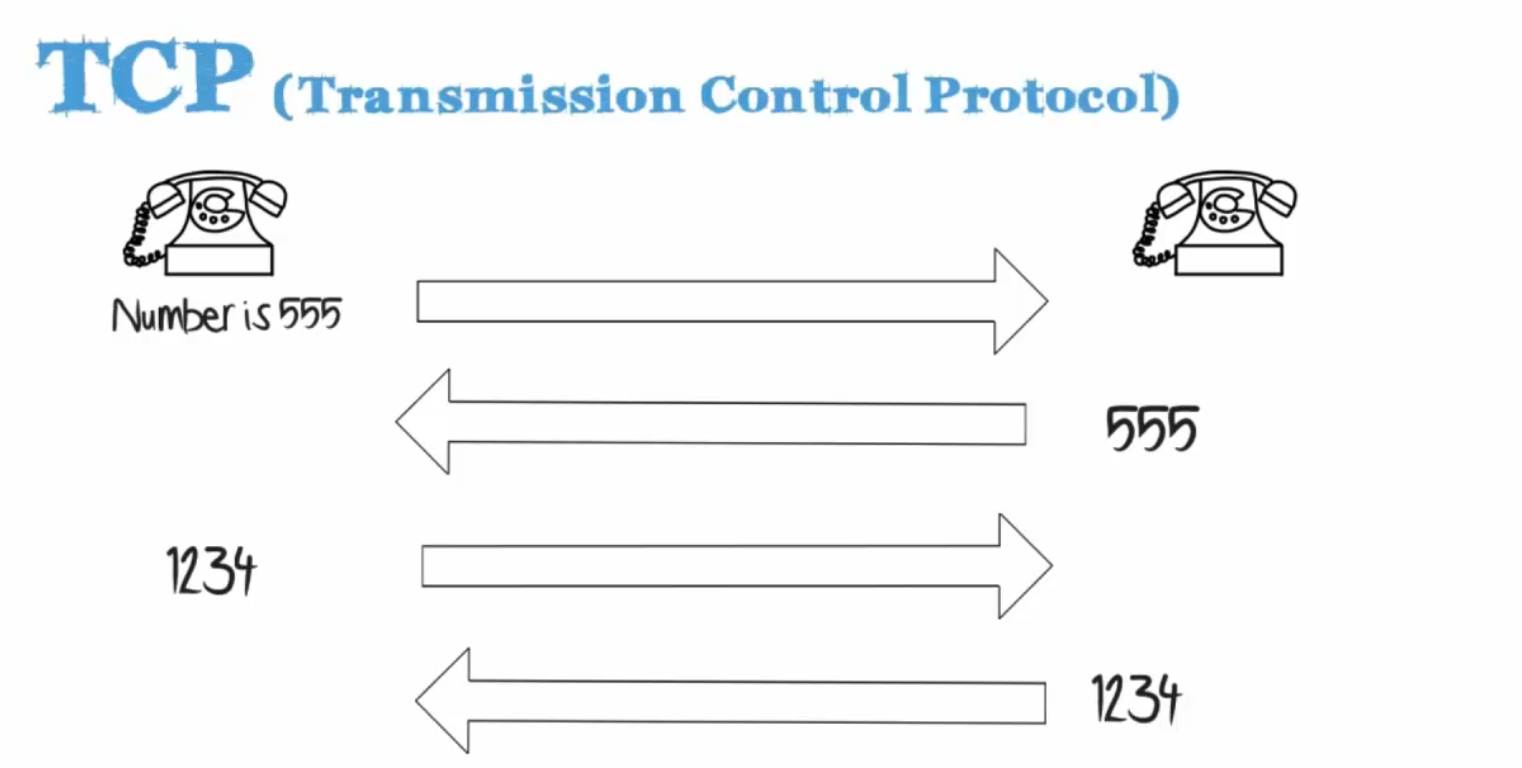 TCP (Transmission Control Protocol)
Number is 555
555
1234
1234